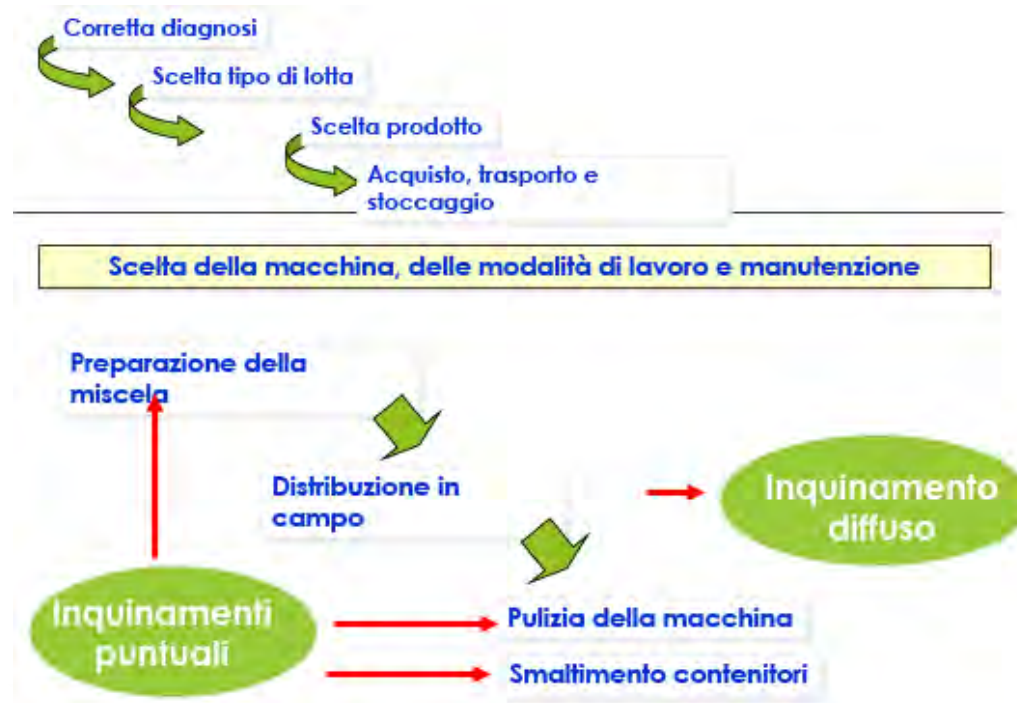 Corretta diagnosi
Scelta tipo di lotta
Scelta prodotto
Acquisto, trasporto e
stoccaggio
Scelta della macchina, delle modalità di lavoro e manutenzione
Preparazione della
miscela
Distribuzione in
campo
Inquinamento
diffuso
Inquinamenti
puntuali
Pulizia della macchina
Smaltimento contenitori